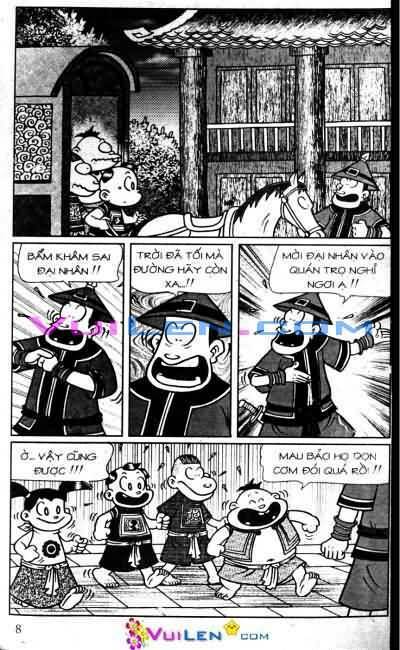 BẨM KHÂM SAI
ĐẠI NHÂN !!
TRỜI ĐÃ TỐI MÀ
ĐƯỜNG HÃY CÒN
XA...!!
MỜI ĐẠI NHÂN VÀO
QUÁN TRỌ NGHỈ
NGƠI Ạ !!
VuiLen.com
Ờ... VẬY CŨNG
ĐƯỢC !!!
MAU BẢO HỌ DỌN
CƠM ĐÓI QUÁ RỒI !!
8
VuiLen.com